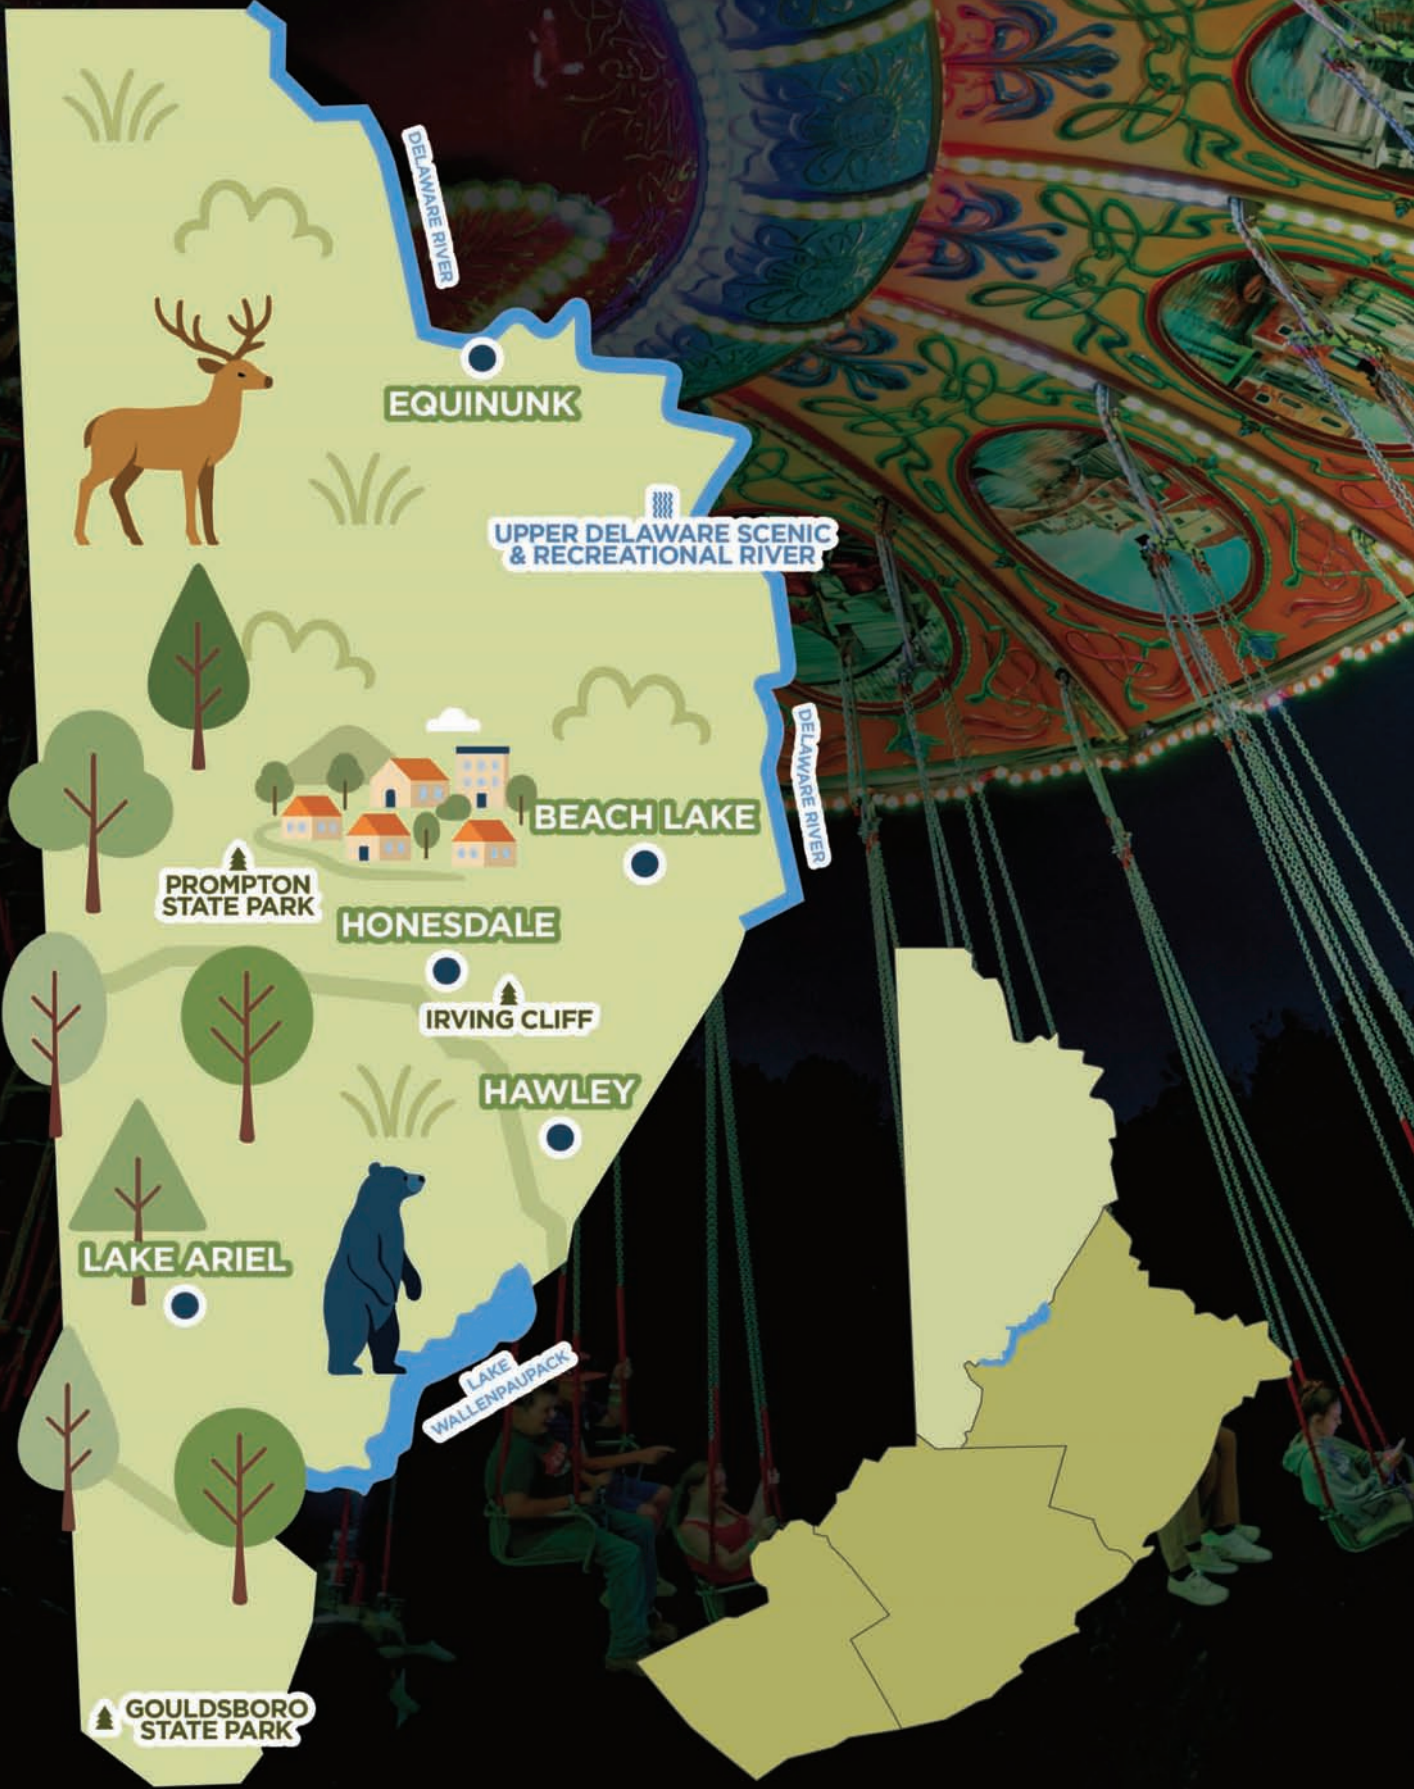 DELAWARE RIVER
EQUINUNK
UPPER DELAWARE SCENIC
& RECREATIONAL RIVER
DELAWARE RIVER
BEACH LAKE
PROMPTON
STATE PARK
HONESDALE
IRVING CLIFF
HAWLEY
LAKE ARIEL
LAKE
WALLENPAUPACK
GOULDSBORO
STATE PARK